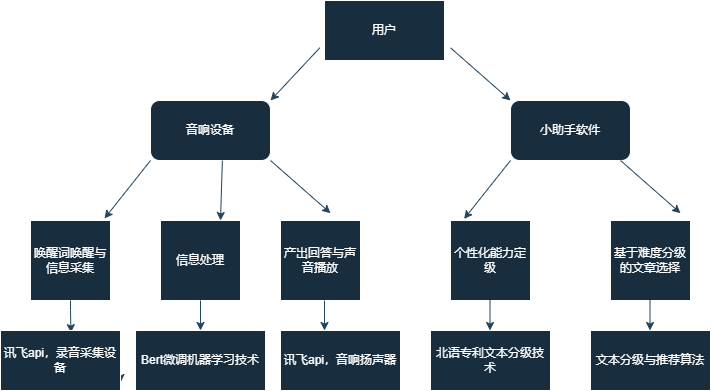 用户
音响设备
小助手软件
唤醒词唤醒与
信息采集
信息处理
产出回答与声
音播放
个性化能力定
级
基于难度分级
的文章选择
讯飞api，录音采集设
备
Bert微调机器学习技术
讯飞api，音响扬声器
北语专利文本分级技
术
文本分级与推荐算法